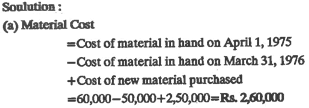 Soulution :
(a) Material Cost
=Cost of material in hand on April 1, 1975
−Cost of material in hand on March 31, 1976
+Cost of new material purchased
=60,000−50,000+2,50,000=Rs. 2,60,000